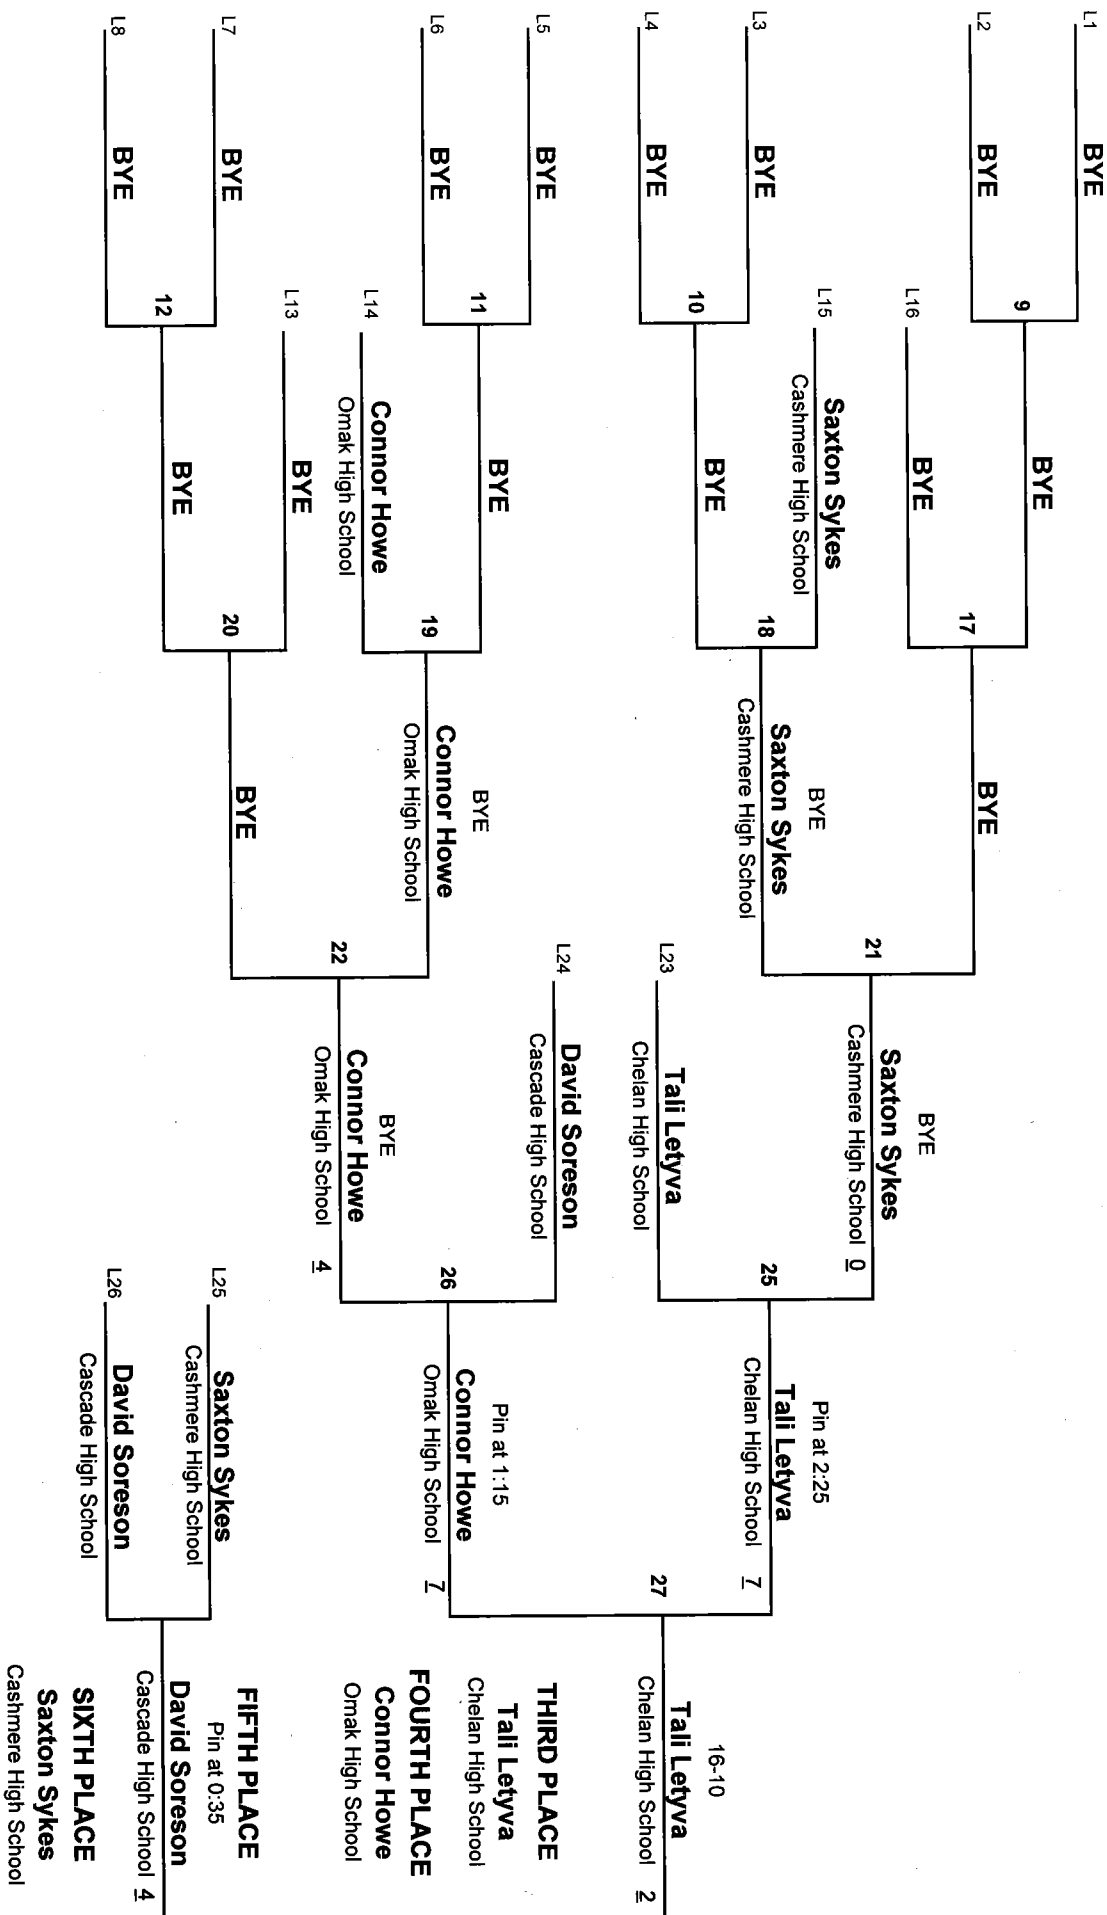 L1
BYE
L2
BYE
9
BYE
L16
BYE
17
BYE
L3
BYE
L4
BYE
10
BYE
L15
Saxton Sykes
Cashmere High School
18
BYE
Saxton Sykes
Cashmere High School
21
BYE
Saxton Sykes
Cashmere High School 0
L23
Tali Letyva
Chelan High School
25
Pin at 2:25
Tali Letyva
Chelan High School 7
L5
BYE
L6
BYE
11
BYE
L14
Connor Howe
Omak High School
19
BYE
Connor Howe
Omak High School
L7
BYE
L8
BYE
12
BYE
L13
BYE
20
BYE
22
BYE
Connor Howe
Omak High School 4
L24
David Soreson
Cascade High School
26
Pin at 1:15
Connor Howe
Omak High School 7
27
16-10
Tali Letyva
Chelan High School 2
THIRD PLACE
Tali Letyva
Chelan High School
FOURTH PLACE
Connor Howe
Omak High School
L25
Saxton Sykes
Cashmere High School
L26
David Soreson
Cascade High School
FIFTH PLACE
Pin at 0:35
David Soreson
Cascade High School 4
SIXTH PLACE
Saxton Sykes
Cashmere High School